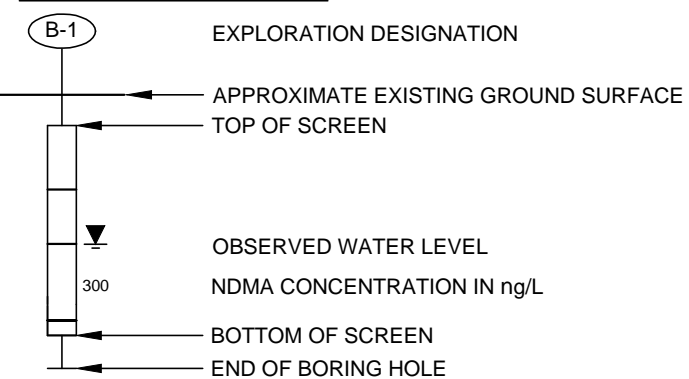 B-1 EXPLORATION DESIGNATION
APPROXIMATE EXISTING GROUND SURFACE
TOP OF SCREEN
OBSERVED WATER LEVEL
300 NDMA CONCENTRATION IN ng/L
BOTTOM OF SCREEN
END OF BORING HOLE